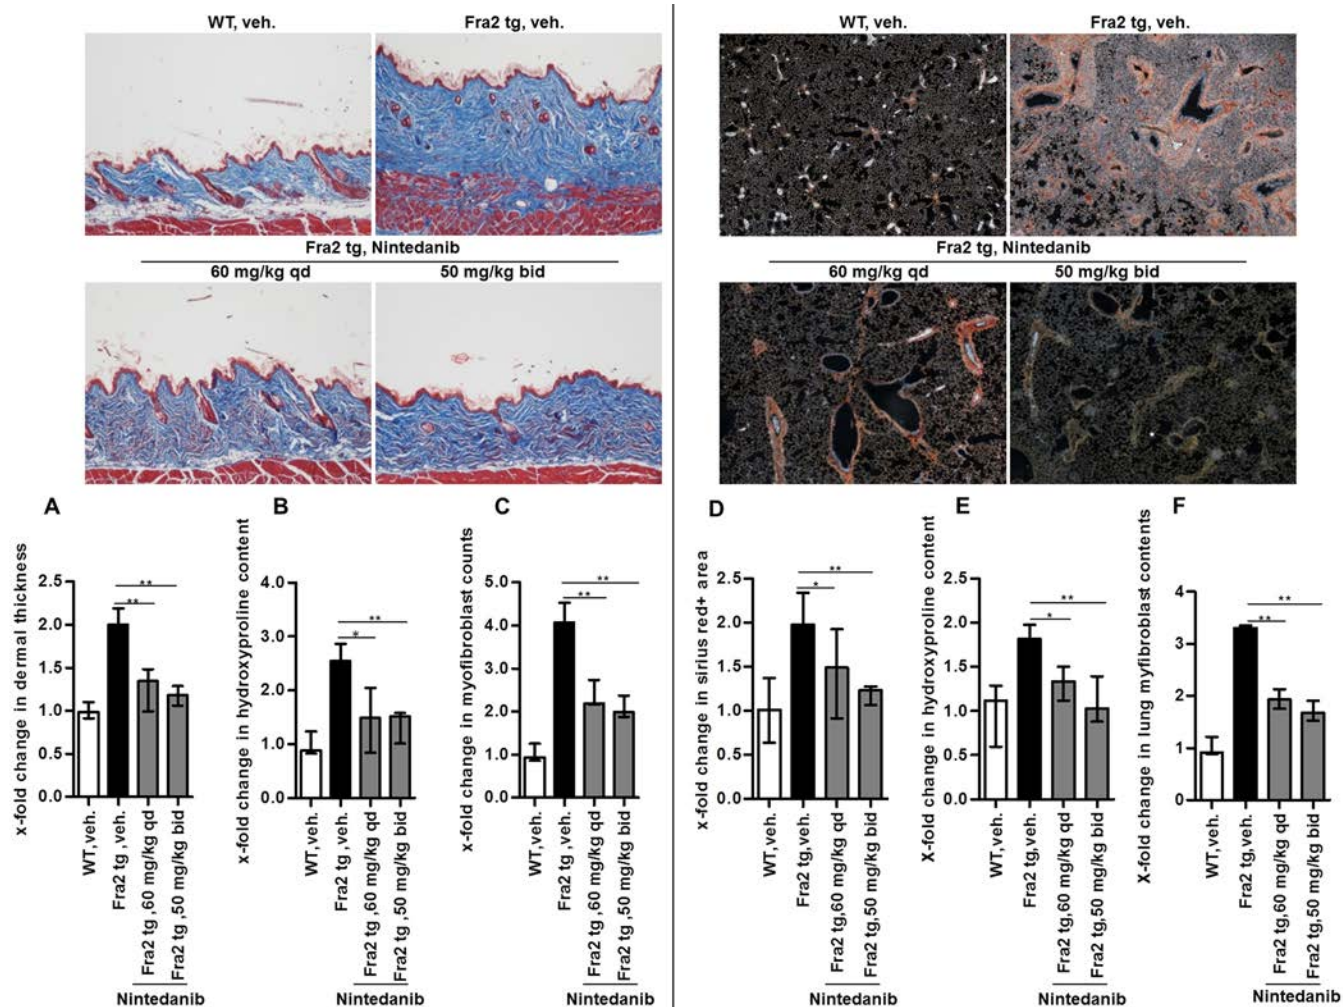 WT, veh.
Fra2 tg, veh.
Fra2 tg, Nintedanib
60 mg/kg qd
50 mg/kg bid
A
x-fold change in dermal thickness
2.5
2.0
1.5
1.0
0.5
0.0
**
**
WT,veh.
Fra2 tg,veh.
Fra2 tg,60 mg/kg qd
Fra2 tg,50 mg/kg bid
Nintedanib
B
x-fold change in hydroxyproline content
4.0
3.0
2.0
1.0
0.0
**
*
WT,veh.
Fra2 tg,veh.
Fra2 tg,60 mg/kg qd
Fra2 tg,50 mg/kg bid
Nintedanib
C
x-fold change in myofibroblast counts
5.0
4.0
3.0
2.0
1.0
0.0
**
**
WT,veh.
Fra2 tg,veh.
Fra2 tg,60 mg/kg qd
Fra2 tg,50 mg/kg bid
Nintedanib
WT, veh.
Fra2 tg, veh.
Fra2 tg, Nintedanib
60 mg/kg qd
50 mg/kg bid
D
x-fold change in sirius red+ area
2.5
2.0
1.5
1.0
0.5
0.0
**
*
WT,veh.
Fra2 tg,veh.
Fra2 tg,60 mg/kg qd
Fra2 tg,50 mg/kg bid
Nintedanib
E
X-fold change in hydroxyproline content
2.5
2.0
1.5
1.0
0.5
0.0
**
*
WT,veh.
Fra2 tg,veh.
Fra2 tg,60 mg/kg qd
Fra2 tg,50 mg/kg bid
Nintedanib
F
X-fold change in lung myfibroblast contents
4
3
2
1
0
**
**
WT,veh.
Fra2 tg,veh.
Fra2 tg,60 mg/kg qd
Fra2 tg,50 mg/kg bid
Nintedanib